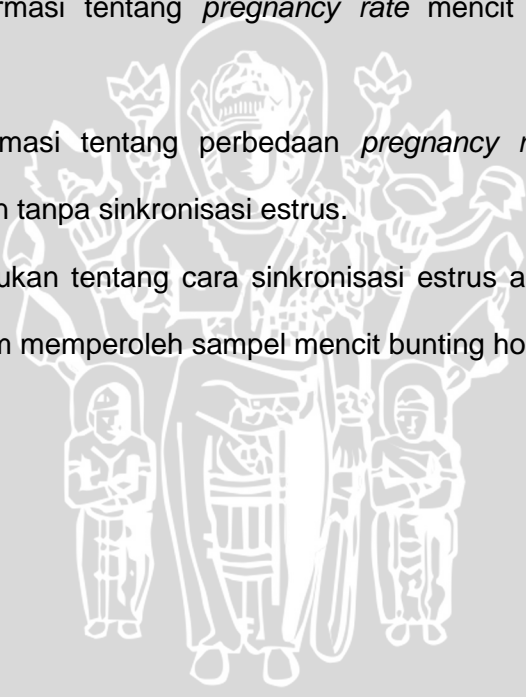 rmasi tentang pregnancy rate mencit
masi tentang perbedaan pregnancy
n tanpa sinkronisasi estrus.
ukan tentang cara sinkronisasi estrus a
m memperoleh sampel mencit bunting ho